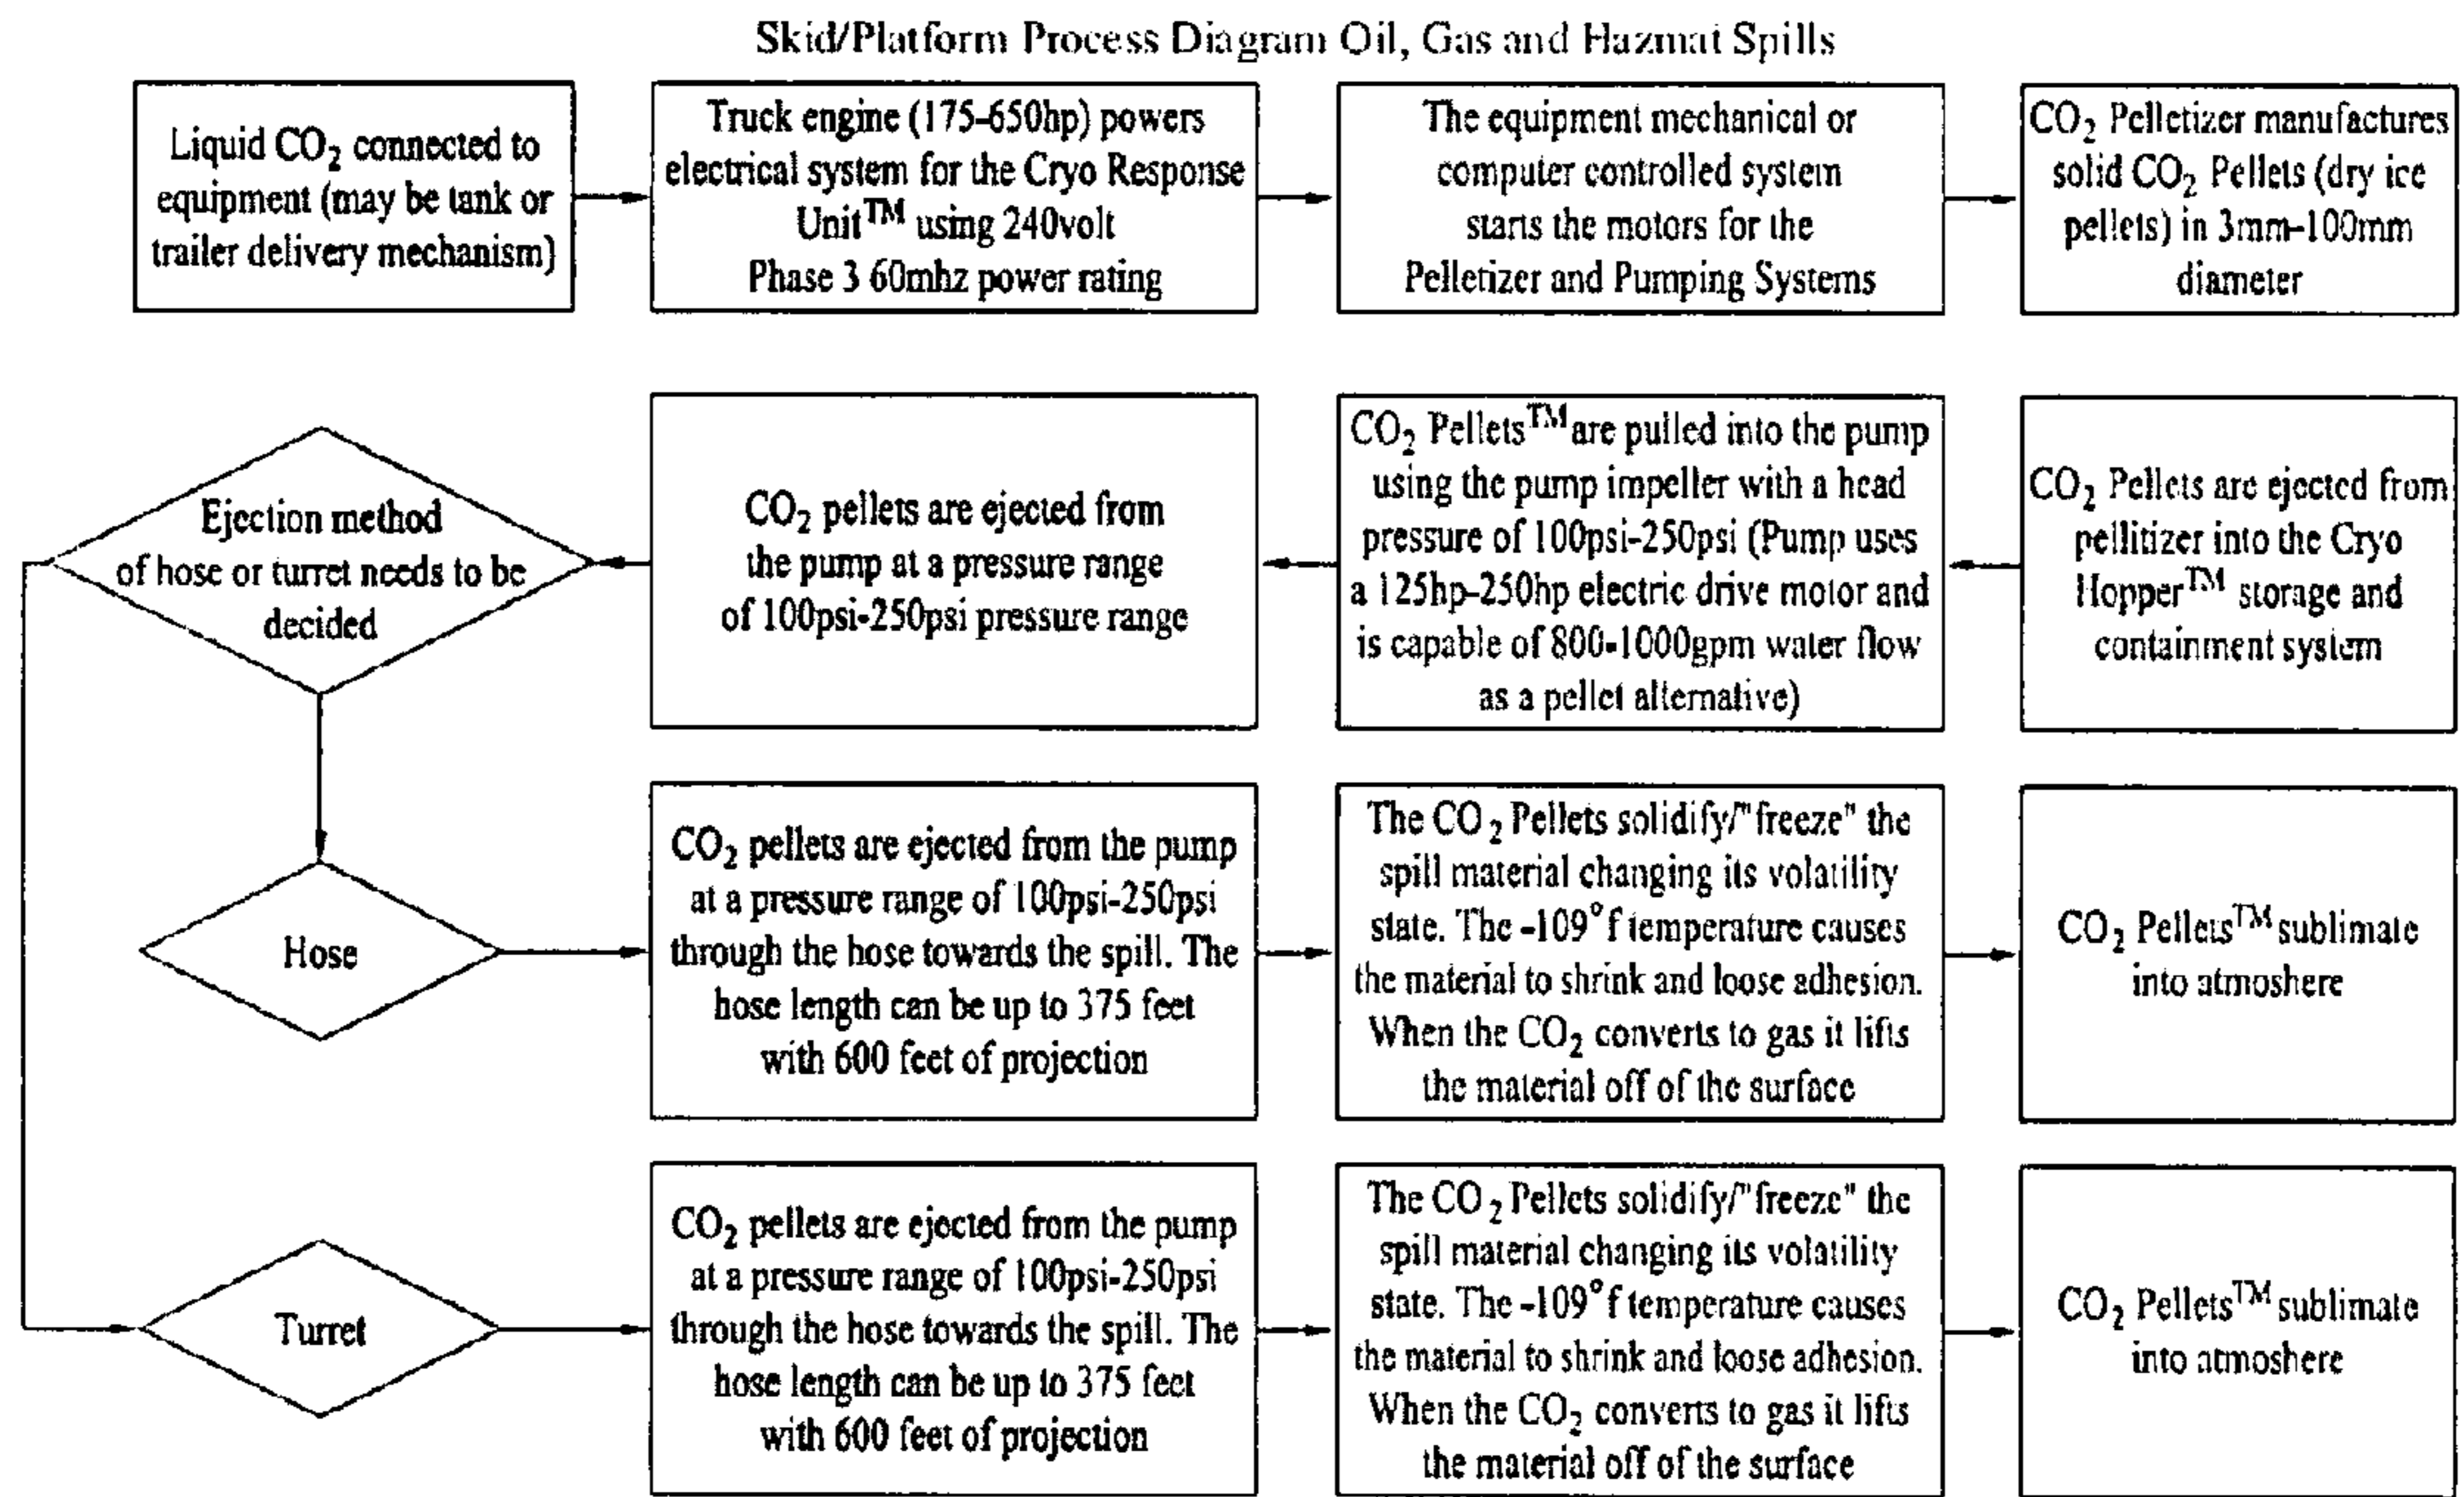 Skid/Platform Process Diagram Oil, Gas and Hazmat Spills
Liquid CO2 connected to
equipment (may be tank or
trailer delivery mechanism)
Truck engine (175-650hp) powers
electrical system for the Cryo Response
Unit™ using 240volt
Phase 3 60mhz power rating
The equipment mechanical or
computer controlled system
starts the motors for the
Pelletizer and Pumping Systems
CO2 Pelletizer manufactures
solid CO2 Pellets (dry ice
pellets) in 3mm-100mm
diameter
CO2 Pellets are ejected from
pellitizer into the Cryo
Hopper™ storage and
containment system
CO2 Pellets™ are pulled into the pump
using the pump impeller with a head
pressure of 100psi-250psi (Pump uses
a 125hp-250hp electric drive motor and
is capable of 800-1000gpm water flow
as a pellet alternative)
CO2 pellets are ejected from
the pump at a pressure range
of 100psi-250psi pressure range
Ejection method
of hose or turret needs to be
decided
Hose
CO2 pellets are ejected from the pump
at a pressure range of 100psi-250psi
through the hose towards the spill. The
hose length can be up to 375 feet
with 600 feet of projection
The CO2 Pellets solidify/"freeze" the
spill material changing its volatility
state. The -109°f temperature causes
the material to shrink and loose adhesion.
When the CO2 converts to gas it lifts
the material off of the surface
CO2 Pellets™ sublimate
into atmoshere
Turret
CO2 pellets are ejected from the pump
at a pressure range of 100psi-250psi
through the hose towards the spill. The
hose length can be up to 375 feet
with 600 feet of projection
The CO2 Pellets solidify/"freeze" the
spill material changing its volatility
state. The -109°f temperature causes
the material to shrink and loose adhesion.
When the CO2 converts to gas it lifts
the material off of the surface
CO2 Pellets™ sublimate
into atmoshere